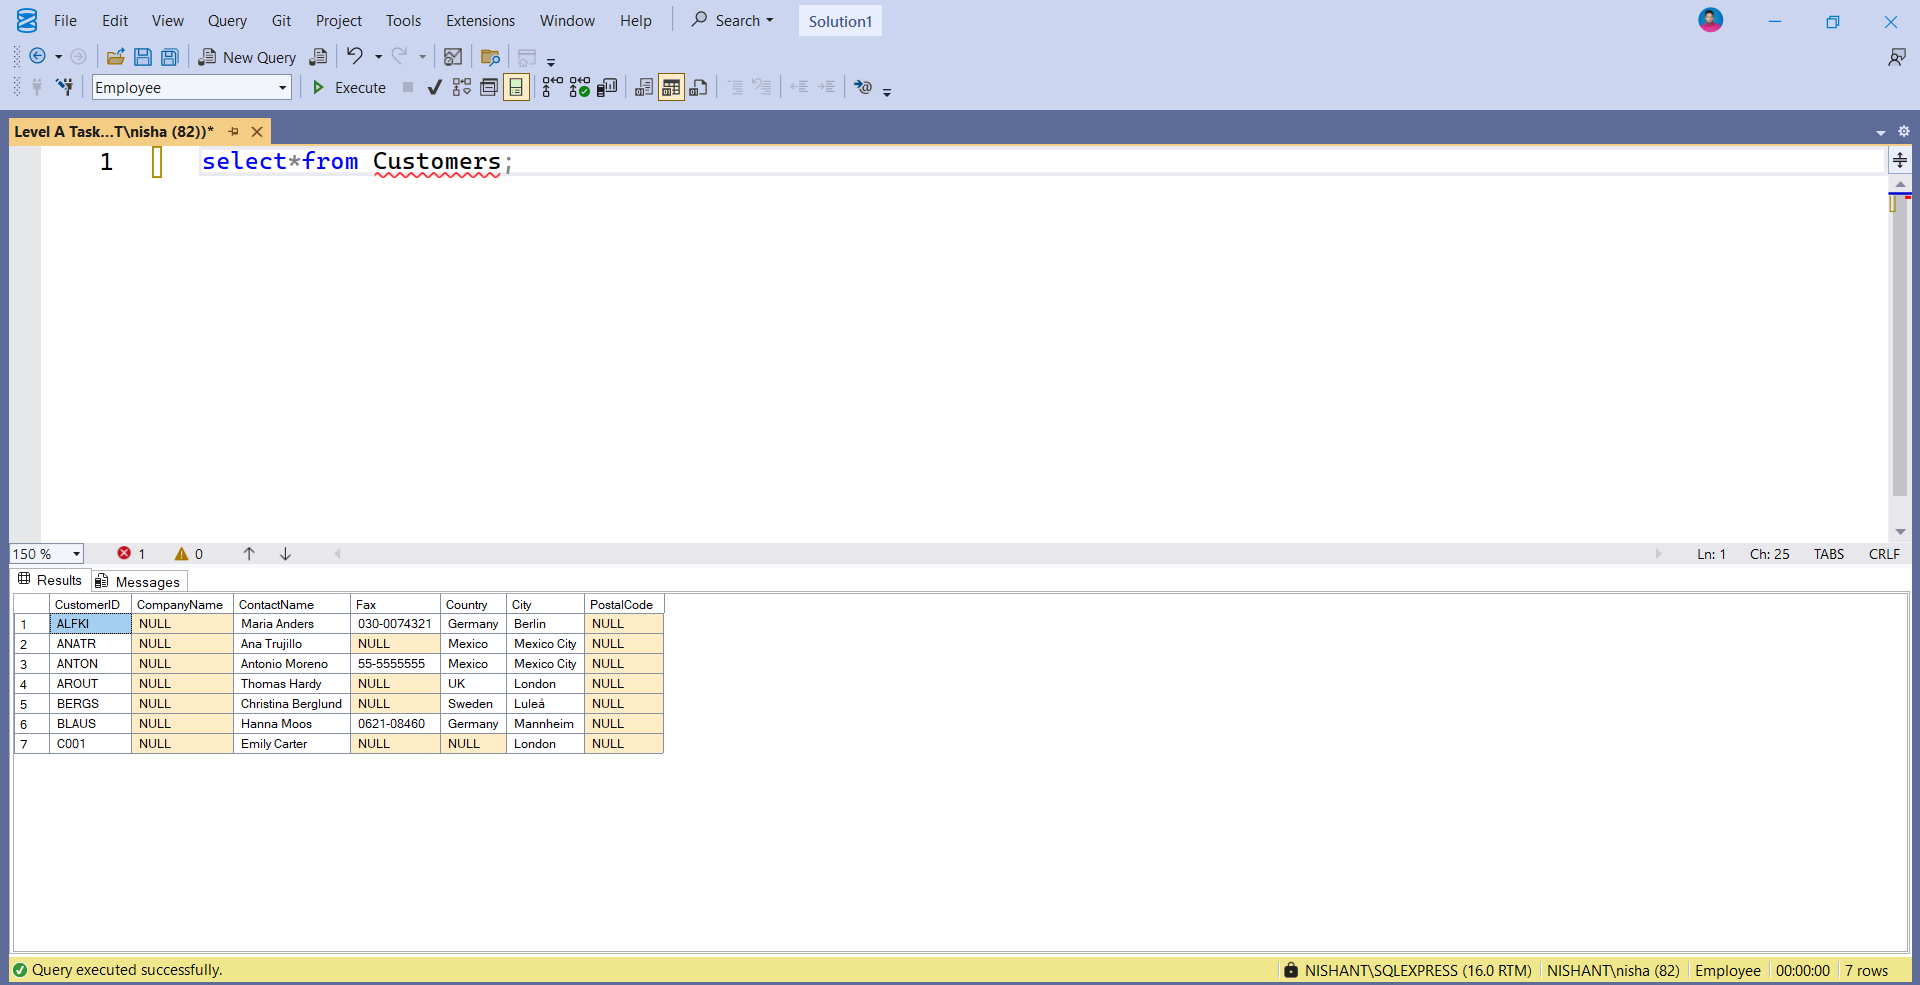 File Edit View Query Git Project Tools Extensions Window Help Search Solution1
New Query
Employee Execute
Level A Task...T\nisha (82))*
1 select*from Customers;
150 % 1 0 Ln: 1 Ch: 25 TABS CRLF
Results Messages
CustomerID CompanyName ContactName Fax Country City PostalCode
1 ALFKI NULL Maria Anders 030-0074321 Germany Berlin NULL
2 ANATR NULL Ana Trujillo NULL Mexico Mexico City NULL
3 ANTON NULL Antonio Moreno 55-5555555 Mexico Mexico City NULL
4 AROUT NULL Thomas Hardy NULL UK London NULL
5 BERGS NULL Christina Berglund NULL Sweden Luleå NULL
6 BLAUS NULL Hanna Moos 0621-08460 Germany Mannheim NULL
7 C001 NULL Emily Carter NULL NULL London NULL
Query executed successfully. NISHANT\SQLEXPRESS (16.0 RTM) NISHANT\nisha (82) Employee 00:00:00 7 rows